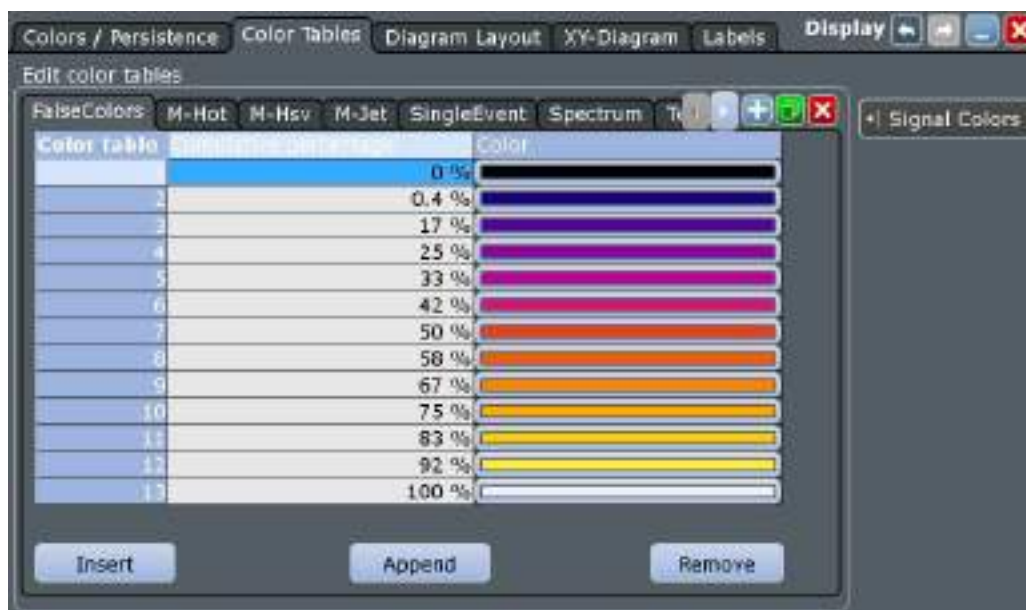 Colors / Persistence Color Tables Diagram Layout XY-Diagram Labels Display
Edit color tables
FalseColors M-Hot M-Hsv M-Jet SingleEvent Spectrum
Signal Colors
Color table percentage Color
0 %
2 0.4 %
3 17 %
4 25 %
5 33 %
6 42 %
7 50 %
8 58 %
9 67 %
10 75 %
11 83 %
12 92 %
13 100 %
Insert Append Remove